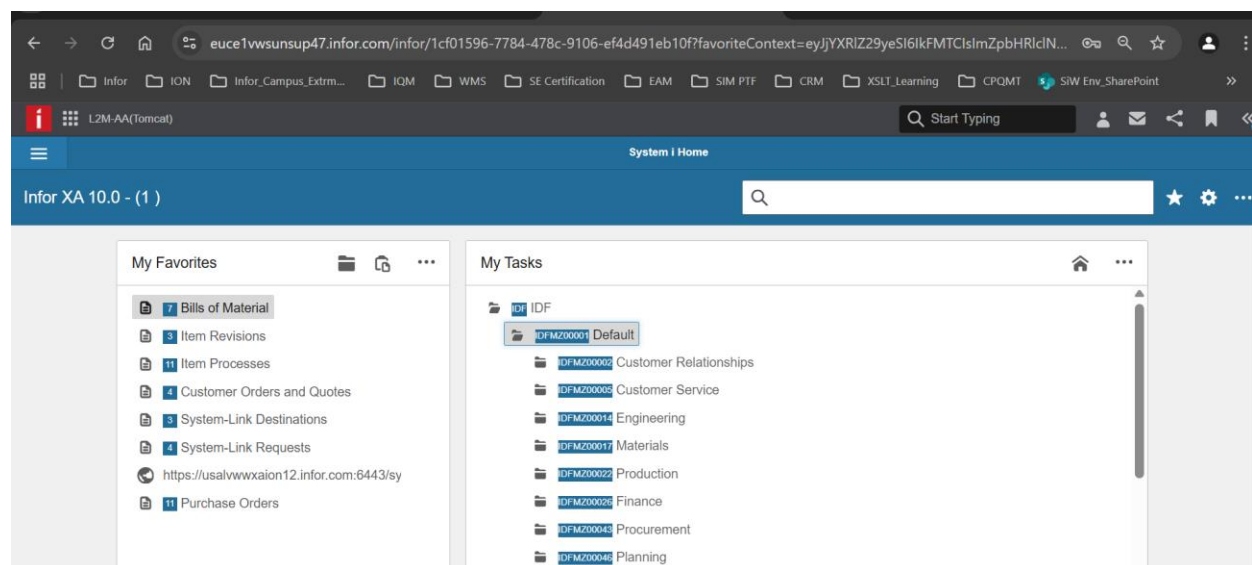 euce1vwsunsup47.infor.com/infor/1cf01596-7784-478c-9106-ef4d491eb10f?favoriteContext=eyJjYXRlZ29yeSI6IkFMTCIsImZpbHRlclN...
Infor ION Infor_Campus_Extrm... IQM WMS SE Certification EAM SIM PTF CRM XSLT_Learning CPQMT SiW Env_SharePoint
L2M-AA(Tomcat) Start Typing
System i Home
Infor XA 10.0 - (1 )
My Favorites
7 Bills of Material
3 Item Revisions
11 Item Processes
4 Customer Orders and Quotes
3 System-Link Destinations
4 System-Link Requests
https://usalvwwxaion12.infor.com:6443/sy
11 Purchase Orders
My Tasks
IDF IDF
IDFMZ00001 Default
IDFMZ00002 Customer Relationships
IDFMZ00005 Customer Service
IDFMZ00014 Engineering
IDFMZ00017 Materials
IDFMZ00022 Production
IDFMZ00026 Finance
IDFMZ00043 Procurement
IDFMZ00046 Planning